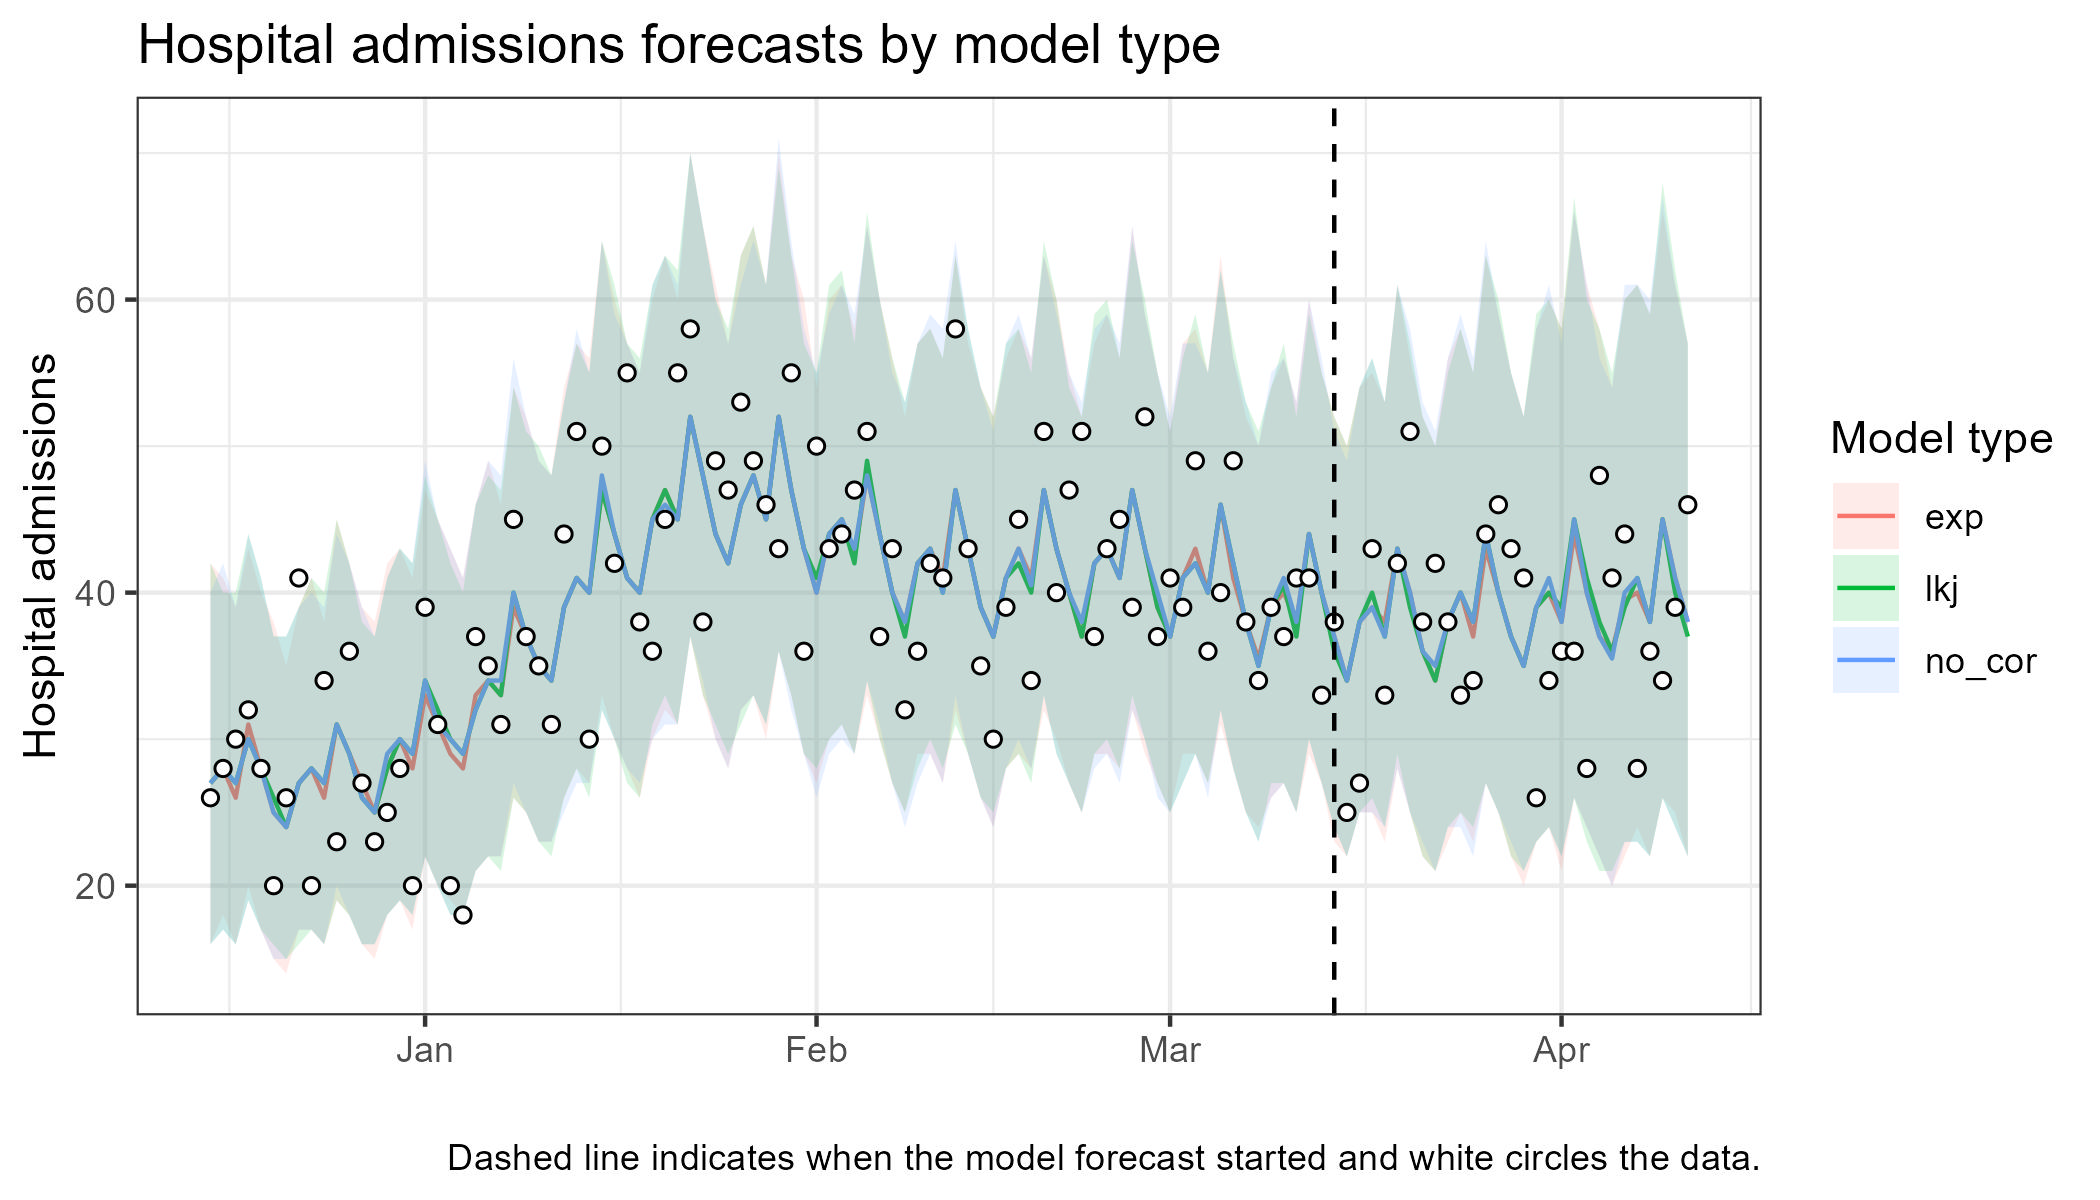 Hospital admissions forecasts by model type
Hospital admissions
60
40
20
Jan
Feb
Mar
Apr
Model type
exp
lkj
no_cor
Dashed line indicates when the model forecast started and white circles the data.